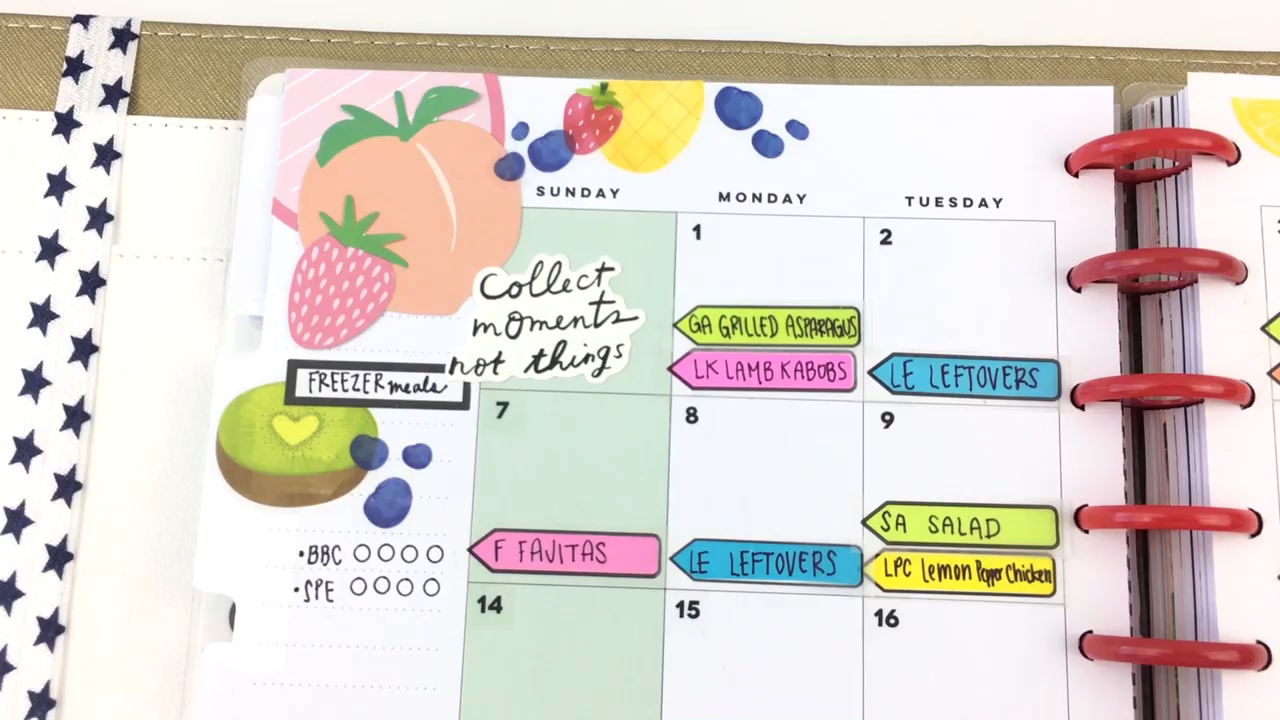 SUNDAY MONDAY TUESDAY
1 2
Collect
moments
not things
GA GRILLED ASPARAGUS
LK LAMB KABOBS
LE LEFTOVERS
FREEZER meals
7 8 9
SA SALAD
F FAJITAS
LE LEFTOVERS
LPC Lemon Pepper Chicken
•BBC
•SPE
14 15 16